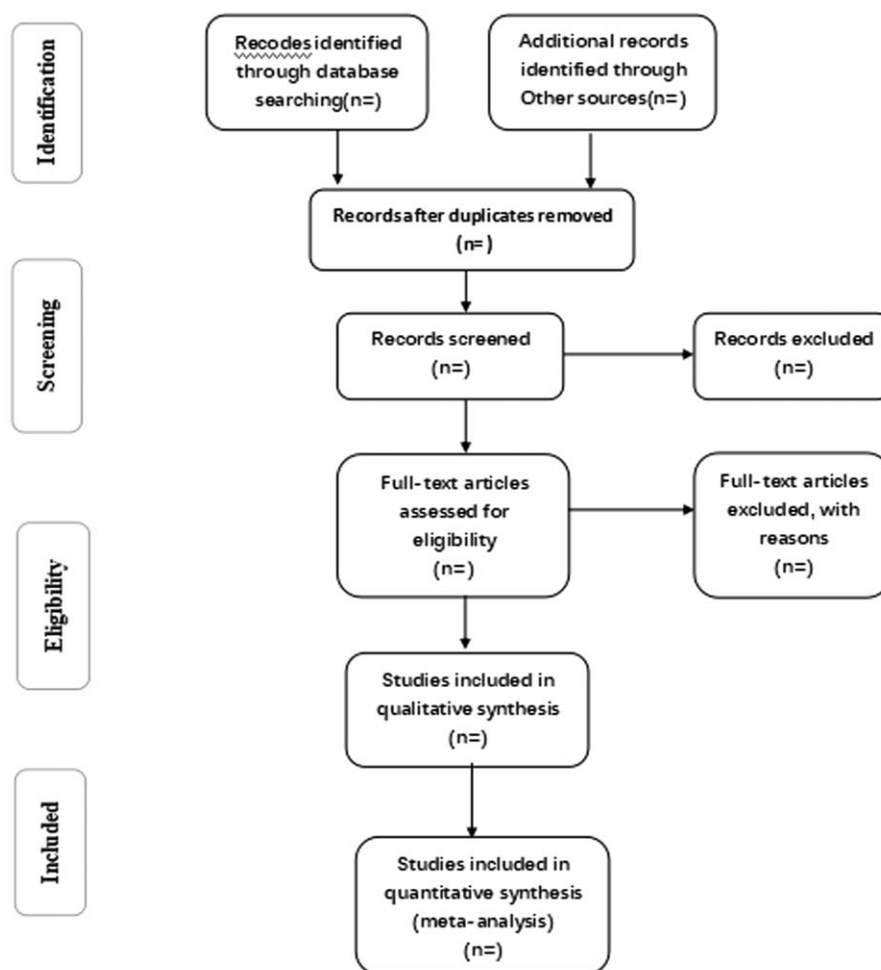 Identification
Recodes identified
through database
searching(n=)
Additional records
identified through
Other sources(n=)
Records after duplicates removed
(n= )
Screening
Records screened
(n=)
Records excluded
(n=)
Eligibility
Full-text articles
assessed for
eligibility
(n=)
Full-text articles
excluded, with
reasons
(n=)
Studies included in
qualitative synthesis
(n=)
Included
Studies included in
quantitative synthesis
(meta-analysis)
(n=)